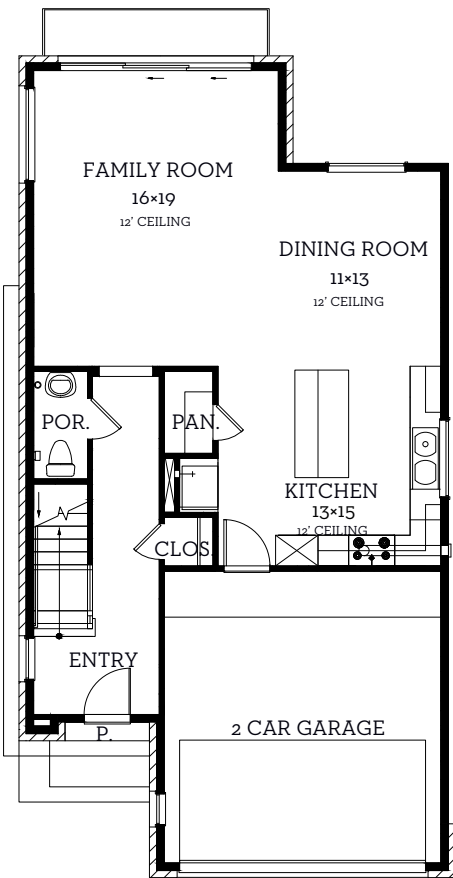 FAMILY ROOM
16×19
12' CEILING
DINING ROOM
11×13
12' CEILING
POR.
PAN.
KITCHEN
13×15
12' CEILING
CLOS.
ENTRY
P.
2 CAR GARAGE